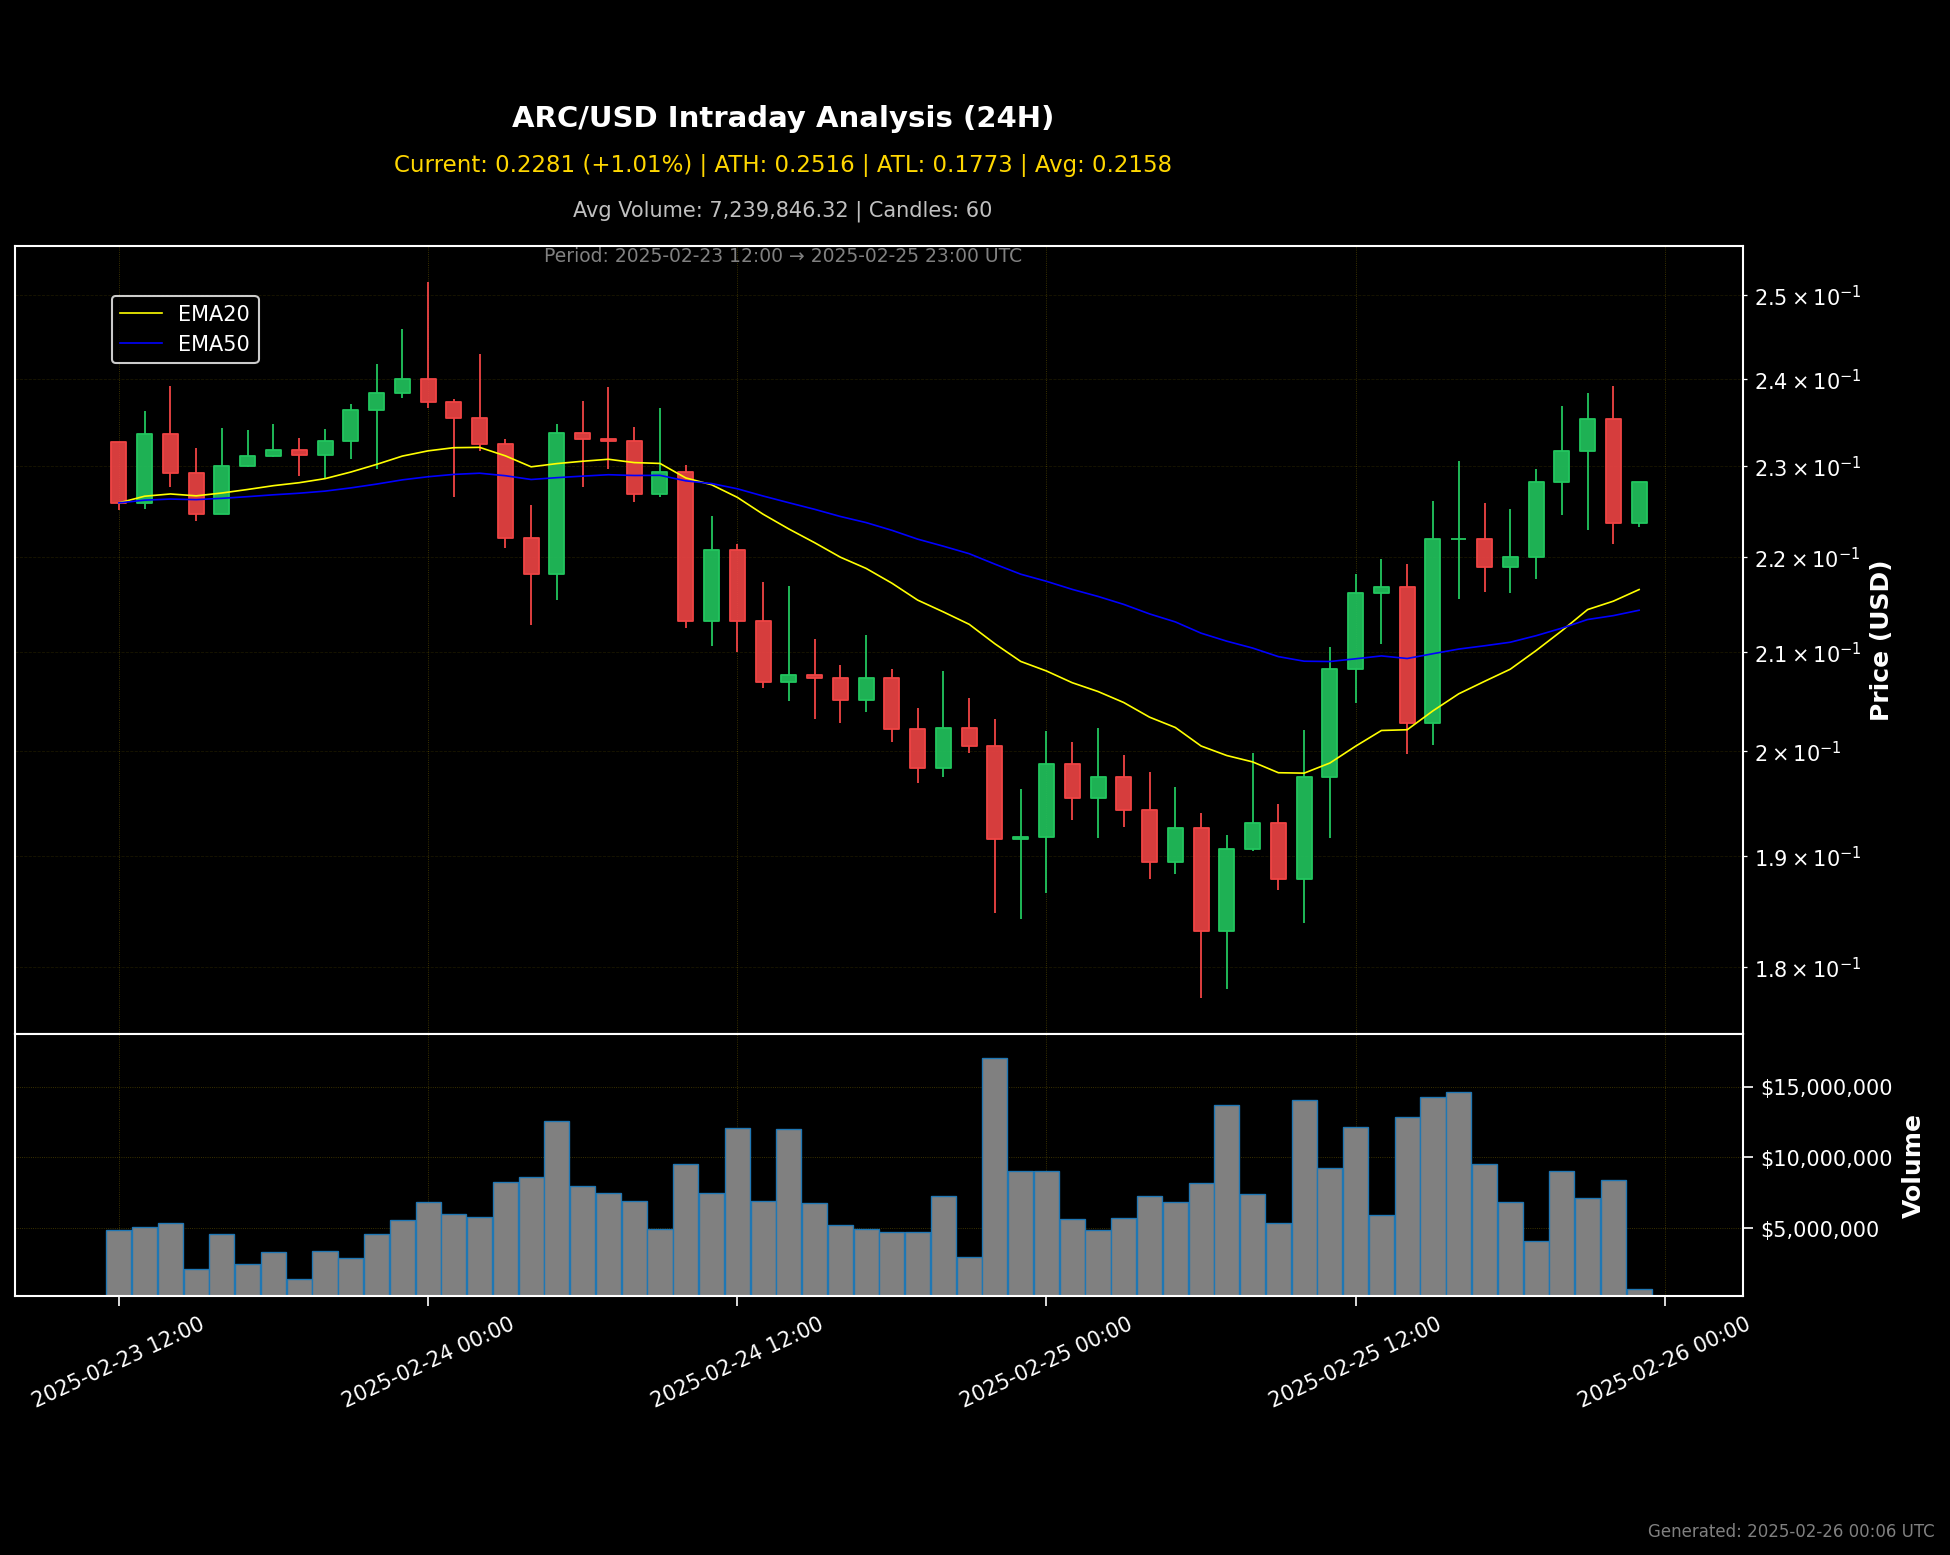 ARC/USD Intraday Analysis (24H)
Current: 0.2281 (+1.01%) | ATH: 0.2516 | ATL: 0.1773 | Avg: 0.2158
Avg Volume: 7,239,846.32 | Candles: 60
Period: 2025-02-23 12:00 → 2025-02-25 23:00 UTC
EMA20
EMA50
2.5 × 10⁻¹
2.4 × 10⁻¹
2.3 × 10⁻¹
2.2 × 10⁻¹
2.1 × 10⁻¹
2 × 10⁻¹
1.9 × 10⁻¹
1.8 × 10⁻¹
Price (USD)
$15,000,000
$10,000,000
$5,000,000
Volume
2025-02-23 12:00
2025-02-24 00:00
2025-02-24 12:00
2025-02-25 00:00
2025-02-25 12:00
2025-02-26 00:00
Generated: 2025-02-26 00:06 UTC